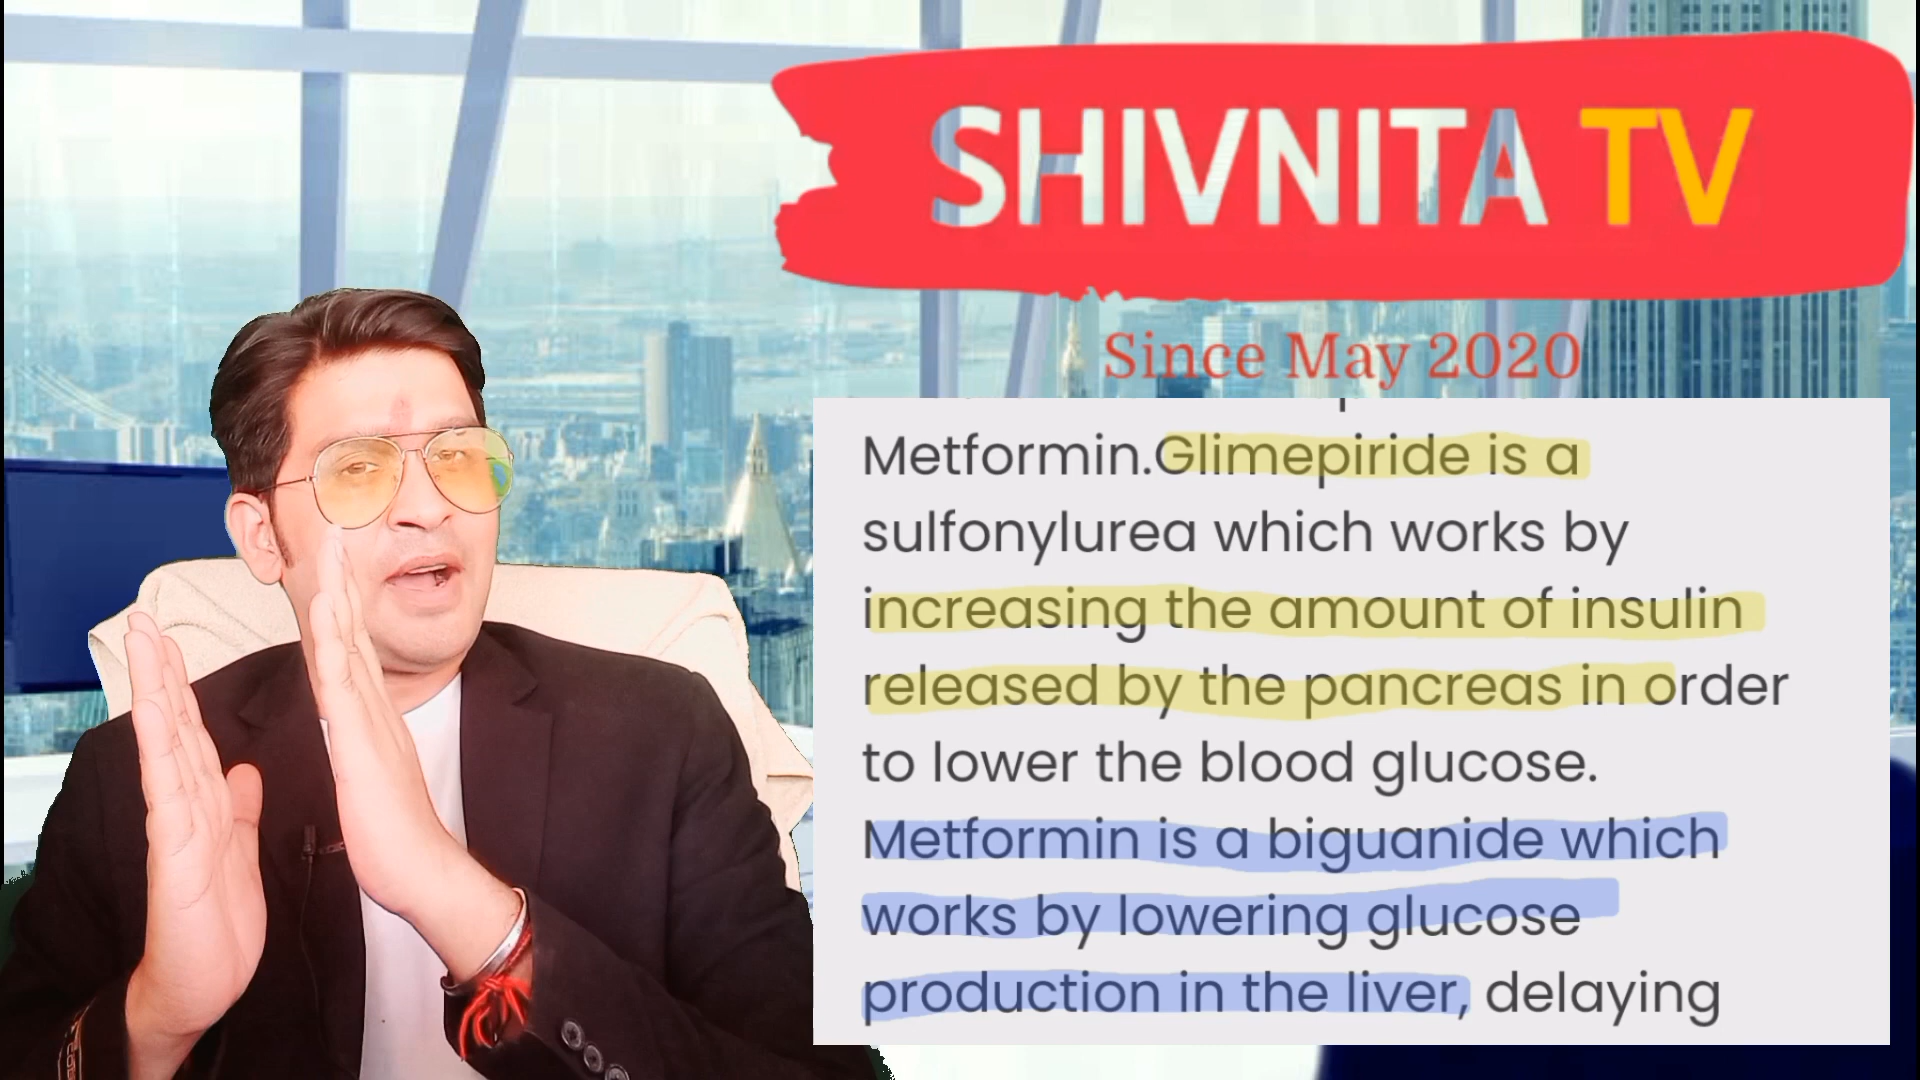 SHIVNITA TV
Since May 2020
Metformin.Glimepiride is a
sulfonylurea which works by
increasing the amount of insulin
released by the pancreas in order
to lower the blood glucose.
Metformin is a biguanide which
works by lowering glucose
production in the liver, delaying